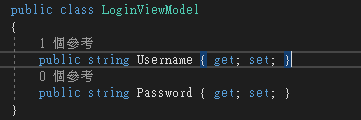 public class LoginViewModel
{
1 個參考
public string Username { get; set; }
0 個參考
public string Password { get; set; }
}